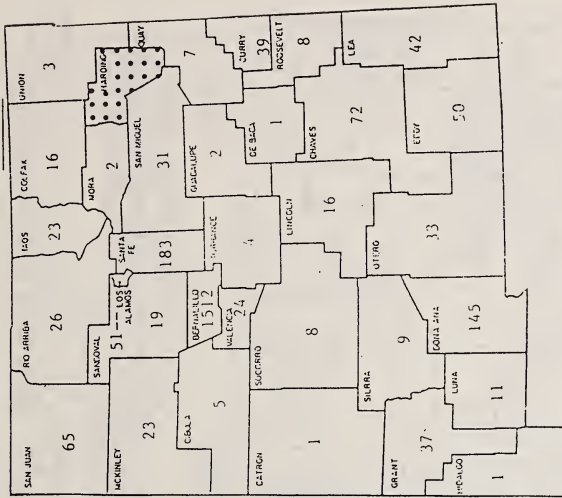 UNION
3
COLFAX
16
TAOS
23
RIO ARRIBA
26
SAN JUAN
65
HARDING
QUAY
7
MORA
2
SAN MIGUEL
31
SANTA FE
183
LOS ALAMOS
51
SANDOVAL
19
MCKINLEY
23
CURRY
39
ROOSEVELT
8
GUADALUPE
2
DE BACA
1
TORRANCE
4
BERNALILLO
1512
VALENCIA
24
CIBOLA
5
LEA
42
CHAVES
72
EDDY
50
LINCOLN
16
OTERO
33
SOCORRO
8
CATRON
1
SIERRA
9
DONA ANA
145
GRANT
37
LUNA
11
HIDALGO
1